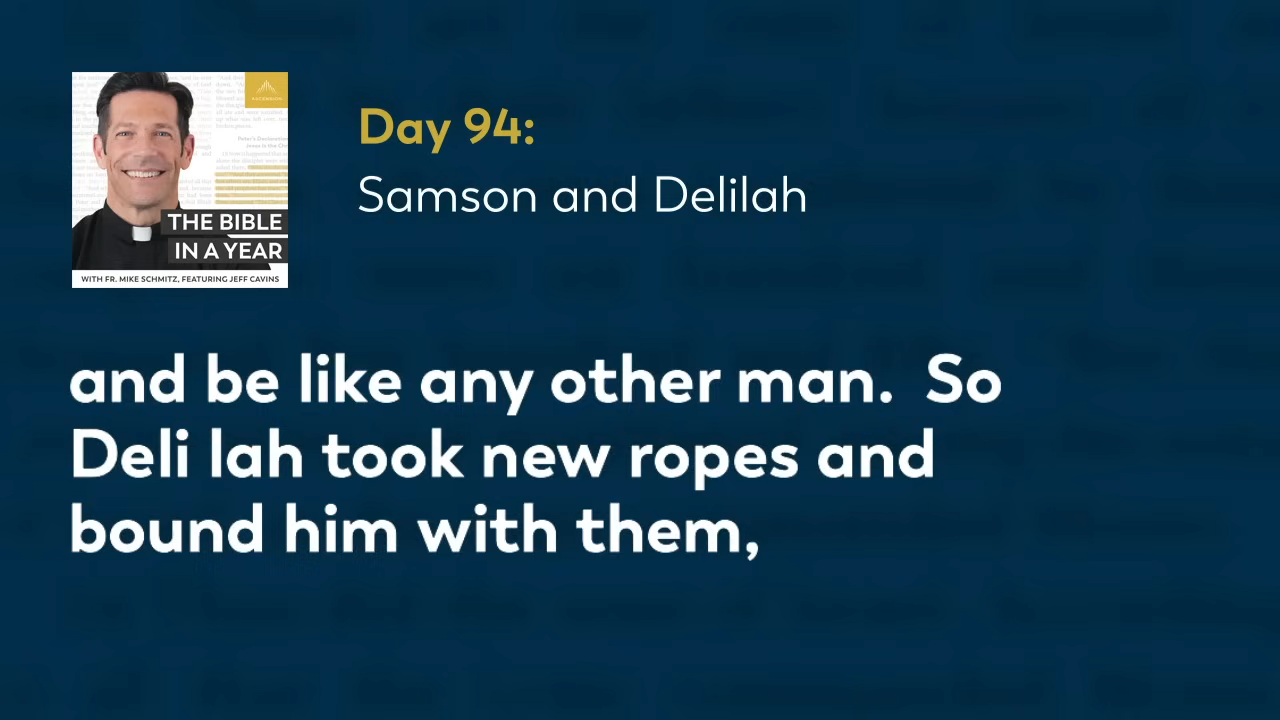 ASCENSION
THE BIBLE
IN A YEAR
WITH FR. MIKE SCHMITZ, FEATURING JEFF CAVINS
Day 94:
Samson and Delilah
and be like any other man.  So
Deli lah took new ropes and
bound him with them,